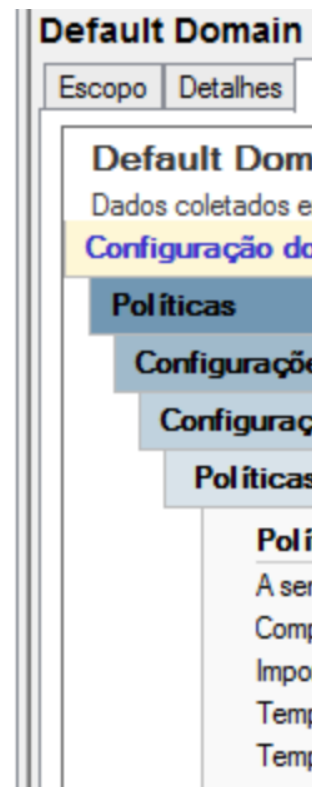 Default Domain
Escopo Detalhes
Default Dom
Dados coletados e
Configuração do
Políticas
Configuraçõe
Configuraç
Políticas
Polí
A sen
Comp
Impo
Temp
Temp